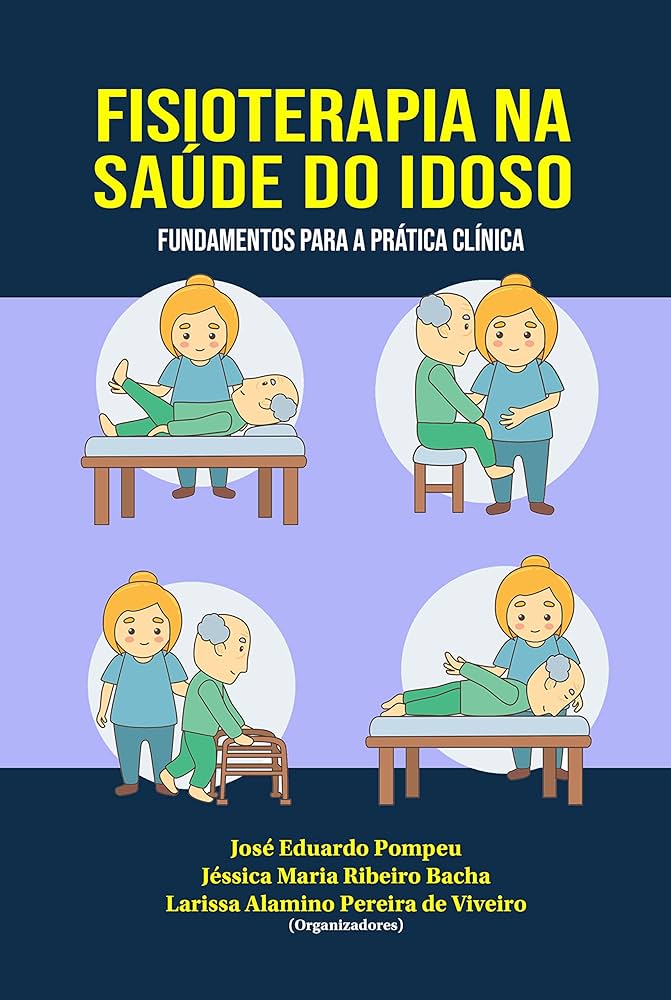 FISIOTERAPIA NA
SAÚDE DO IDOSO
FUNDAMENTOS PARA A PRÁTICA CLÍNICA
José Eduardo Pompeu
Jéssica Maria Ribeiro Bacha
Larissa Alamino Pereira de Viveiro
(Organizadores)